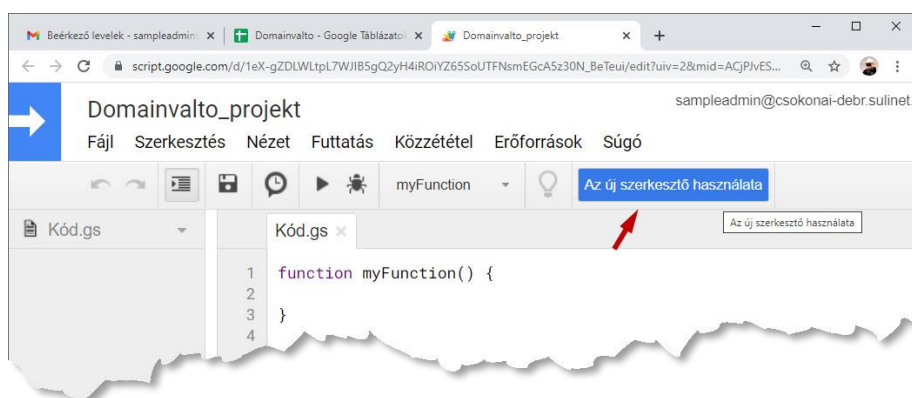 Beérkező levelek - sampleadmin
Domainvalto - Google Táblázatok
Domainvalto_projekt
script.google.com/d/1eX-gZDLWLtpL7WJIB5gQ2yH4iROiYZ65SoUTFNsmEGcA5z30N_BeTeui/edit?uiv=2&mid=ACjPJvES...
Domainvalto_projekt
sampleadmin@csokonai-debr.sulinet.
Fájl Szerkesztés Nézet Futtatás Közzététel Erőforrások Súgó
myFunction
Az új szerkesztő használata
Az új szerkesztő használata
Kód.gs
Kód.gs
1 function myFunction() {
2
3 }
4